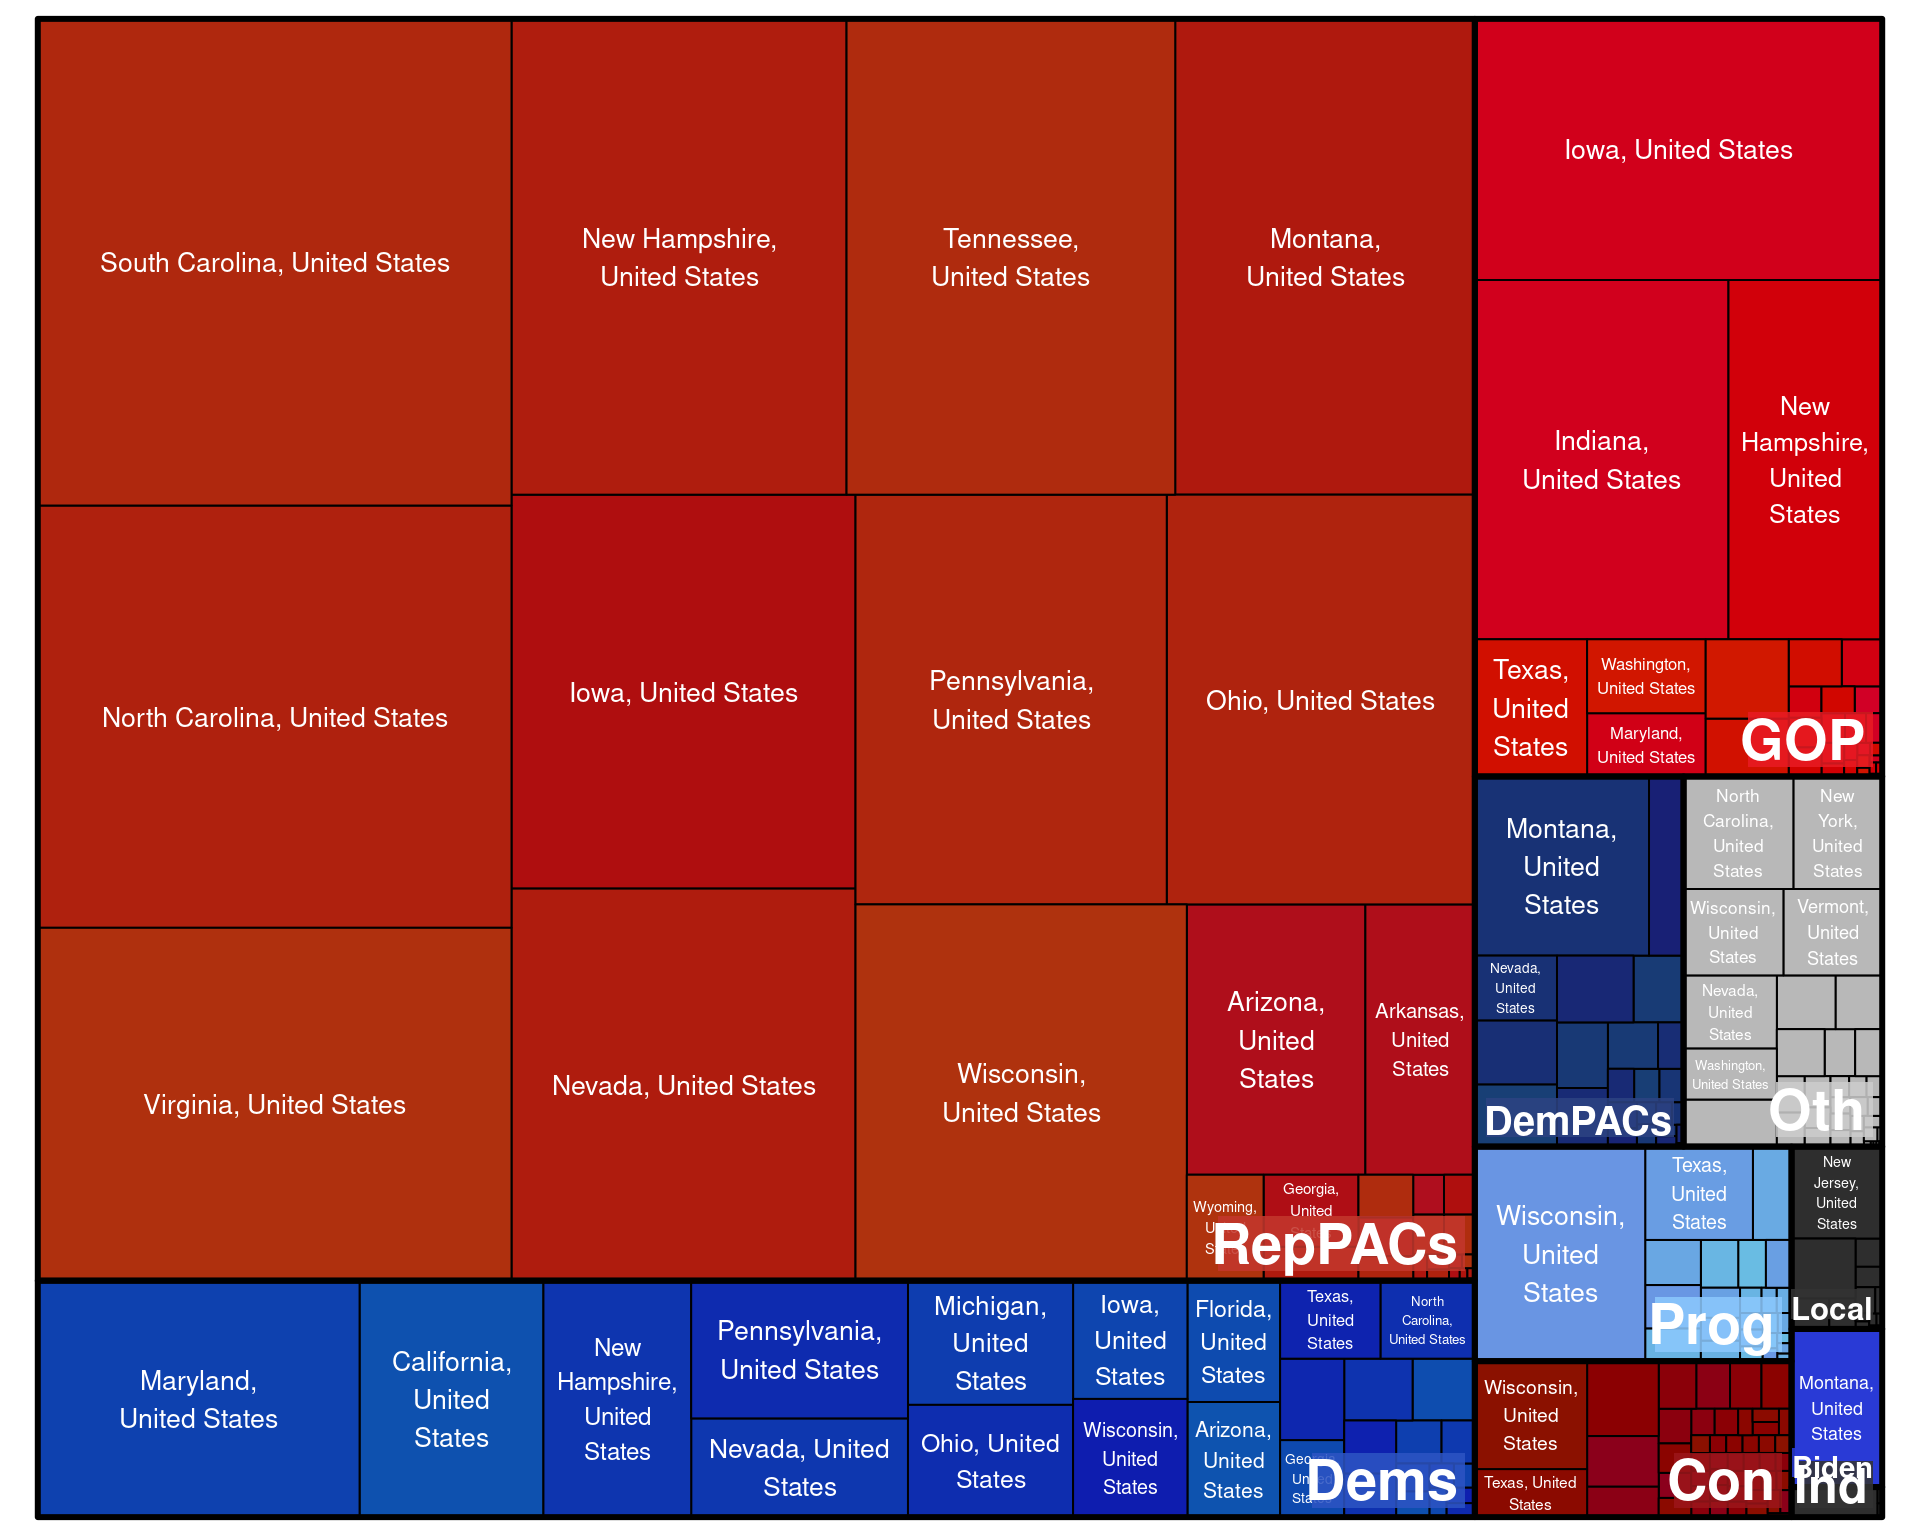 South Carolina, United States
New Hampshire,
United States
Tennessee,
United States
Montana,
United States
North Carolina, United States
Iowa, United States
Pennsylvania,
United States
Ohio, United States
Virginia, United States
Nevada, United States
Wisconsin,
United States
Arizona,
United
States
Arkansas,
United
States
Wyoming,
Georgia,
United
RepPACs
Iowa, United States
Indiana,
United States
New
Hampshire,
United
States
Texas,
United
States
Washington,
United States
Maryland,
United States
GOP
Montana,
United
States
Nevada,
United
States
DemPACs
North
Carolina,
United
States
New
York,
United
States
Wisconsin,
United
States
Vermont,
United
States
Nevada,
United
States
Washington,
United States
Oth
Wisconsin,
United
States
Texas,
United
States
Prog
New
Jersey,
United
States
Local
Maryland,
United States
California,
United
States
New
Hampshire,
United
States
Pennsylvania,
United States
Nevada, United
States
Michigan,
United
States
Ohio, United
States
Iowa,
United
States
Wisconsin,
United
States
Florida,
United
States
Arizona,
United
States
Texas,
United
States
North
Carolina,
United States
Dems
Wisconsin,
United
States
Texas, United
States
Con
Montana,
United
States
Biden
Ind